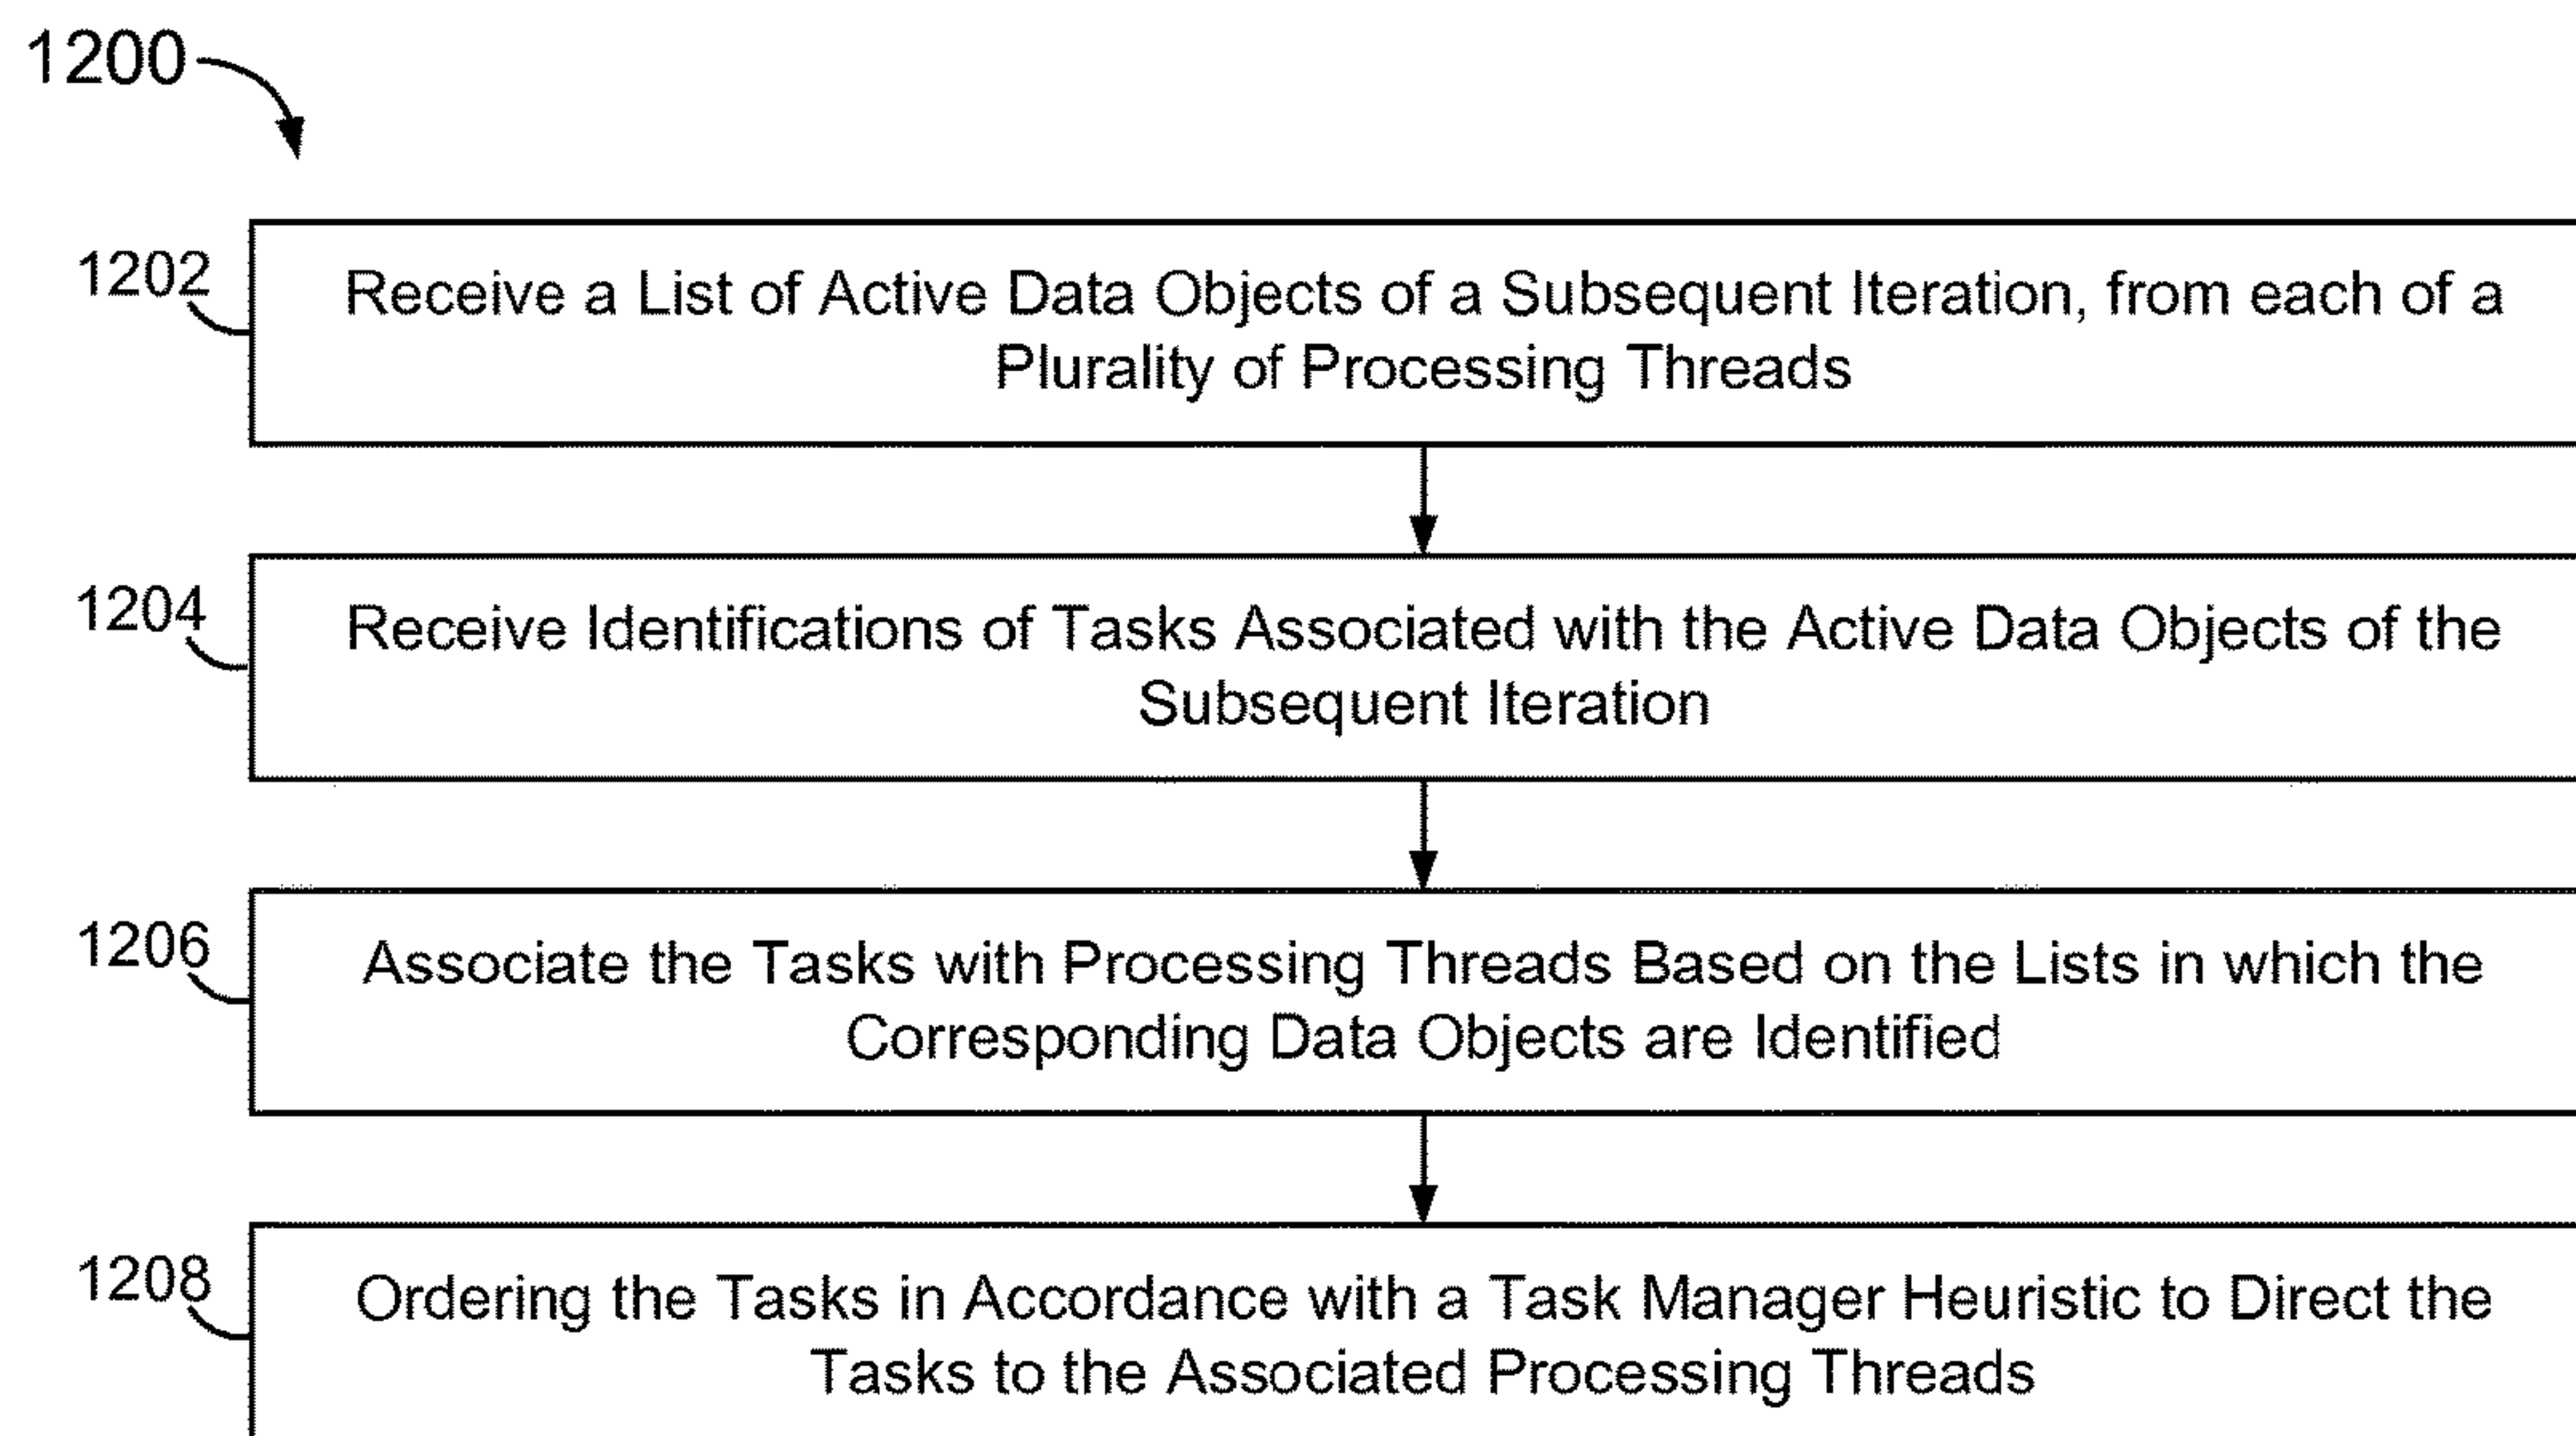 1200
1202
Receive a List of Active Data Objects of a Subsequent Iteration, from each of a
Plurality of Processing Threads
1204
Receive Identifications of Tasks Associated with the Active Data Objects of the
Subsequent Iteration
1206
Associate the Tasks with Processing Threads Based on the Lists in which the
Corresponding Data Objects are Identified
1208
Ordering the Tasks in Accordance with a Task Manager Heuristic to Direct the
Tasks to the Associated Processing Threads